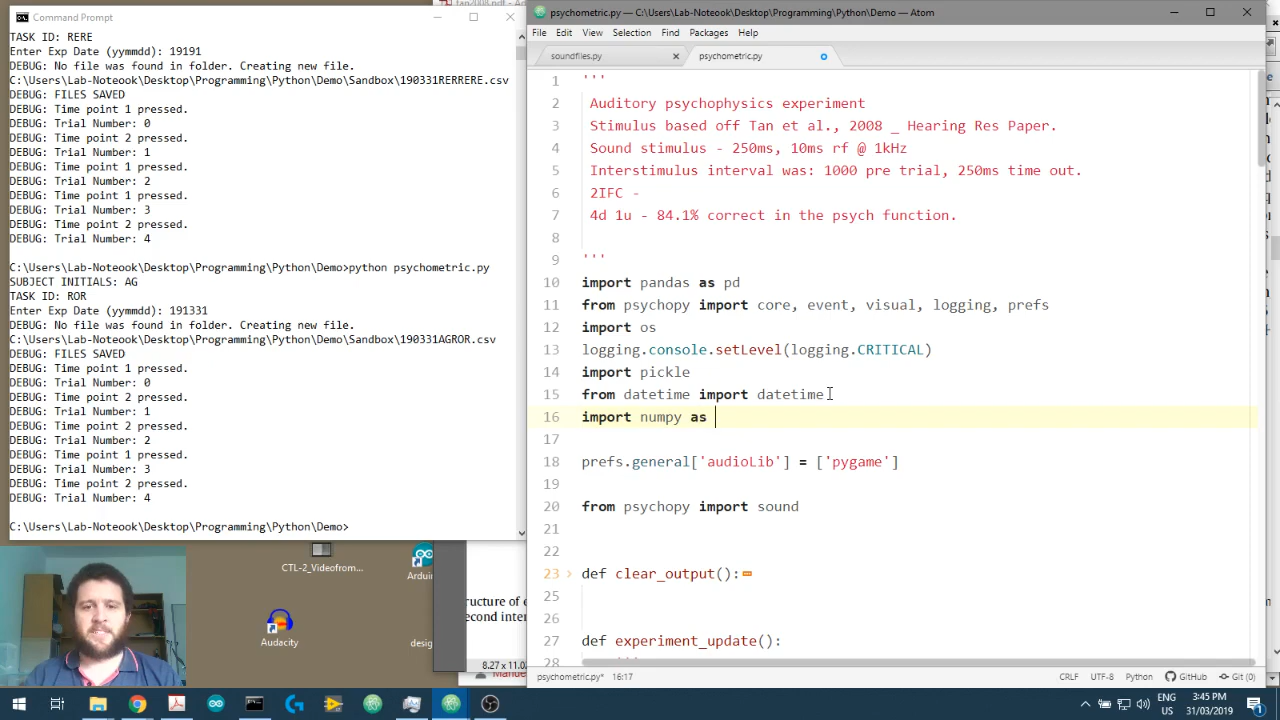 Command Prompt
TASK ID: RERE
Enter Exp Date (yymmdd): 19191
DEBUG: No file was found in folder. Creating new file.
C:\Users\Lab-Noteook\Desktop\Programming\Python\Demo\Sandbox\190331RERRERE.csv
DEBUG: FILES SAVED
DEBUG: Time point 1 pressed.
DEBUG: Trial Number: 0
DEBUG: Time point 2 pressed.
DEBUG: Trial Number: 1
DEBUG: Time point 1 pressed.
DEBUG: Trial Number: 2
DEBUG: Time point 1 pressed.
DEBUG: Trial Number: 3
DEBUG: Time point 2 pressed.
DEBUG: Trial Number: 4
C:\Users\Lab-Noteook\Desktop\Programming\Python\Demo>python psychometric.py
SUBJECT INITIALS: AG
TASK ID: ROR
Enter Exp Date (yymmdd): 191331
DEBUG: No file was found in folder. Creating new file.
C:\Users\Lab-Noteook\Desktop\Programming\Python\Demo\Sandbox\190331AGROR.csv
DEBUG: FILES SAVED
DEBUG: Time point 1 pressed.
DEBUG: Trial Number: 0
DEBUG: Time point 2 pressed.
DEBUG: Trial Number: 1
DEBUG: Time point 2 pressed.
DEBUG: Trial Number: 2
DEBUG: Time point 1 pressed.
DEBUG: Trial Number: 3
DEBUG: Time point 2 pressed.
DEBUG: Trial Number: 4
C:\Users\Lab-Noteook\Desktop\Programming\Python\Demo>
psychometric.py — C:\Users\Lab-Noteook\Desktop\Programming\Python\Demo — Atom
File Edit View Selection Find Packages Help
soundfiles.py
psychometric.py
1 '''
2 Auditory psychophysics experiment
3 Stimulus based off Tan et al., 2008 _ Hearing Res Paper.
4 Sound stimulus - 250ms, 10ms rf @ 1kHz
5 Interstimulus interval was: 1000 pre trial, 250ms time out.
6 2IFC -
7 4d 1u - 84.1% correct in the psych function.
8
9 '''
10 import pandas as pd
11 from psychopy import core, event, visual, logging, prefs
12 import os
13 logging.console.setLevel(logging.CRITICAL)
14 import pickle
15 from datetime import datetime
16 import numpy as
17
18 prefs.general['audioLib'] = ['pygame']
19
20 from psychopy import sound
21
22
23 def clear_output():
25
26
27 def experiment_update():
28 '''
psychometric.py* 16:17
CRLF UTF-8 Python GitHub Git (0)
CTL-2_Videofrom...
Audacity
Arduin
desig
ructure of e
econd inter
8.27 x 11.0
ENG
US
3:45 PM
31/03/2019